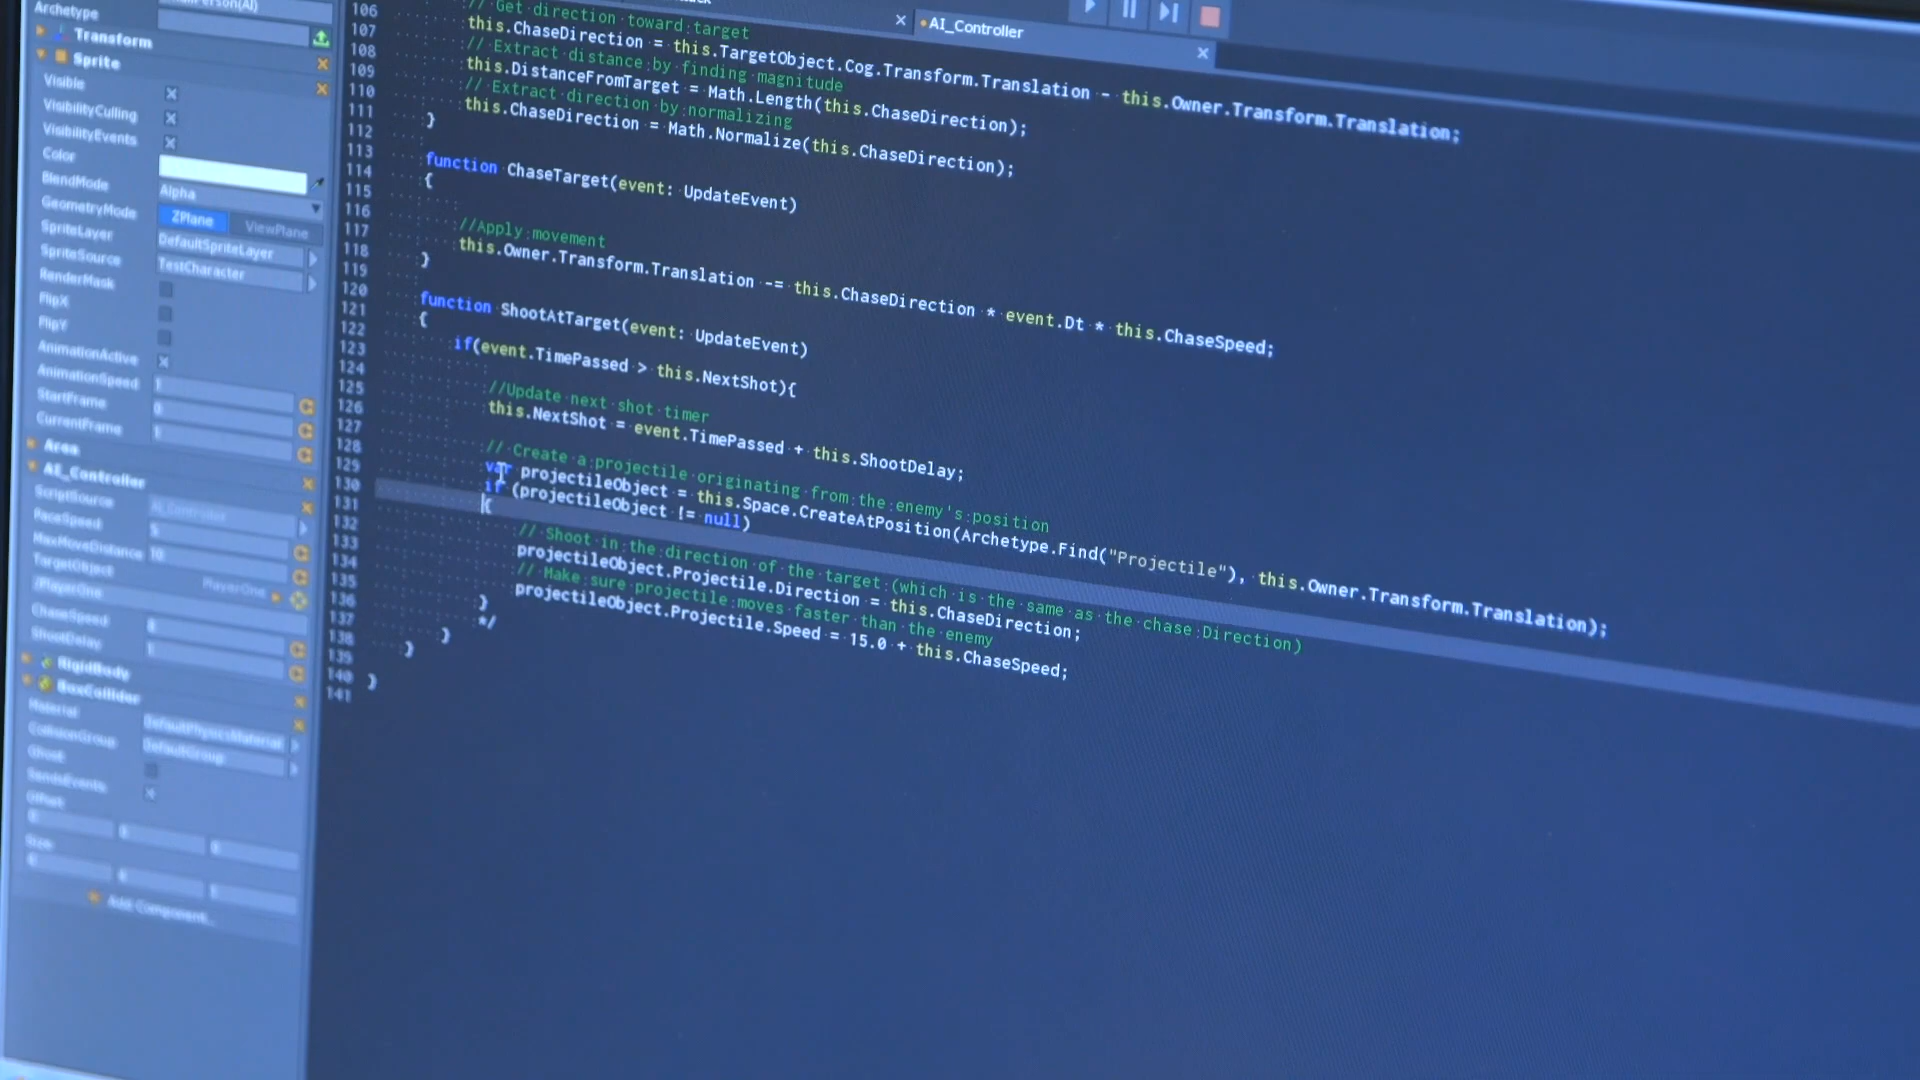 Archetype
Transform
Sprite
Visible
VisibilityCulling
VisibilityEvents
Color
BlendMode
Alpha
GeometryMode
ZPlane
ViewPlane
SpriteLayer
DefaultSpriteLayer
SpriteSource
TestCharacter
RenderMask
FlipX
FlipY
AnimationActive
AnimationSpeed
1
StartFrame
0
CurrentFrame
Area
AI_Controller
ScriptSource
AI_Controller
PaceSpeed
5
MaxMoveDistance
10
TargetObject
PlayerOne
/PlayerOne
ChaseSpeed
ShootDelay
RigidBody
BoxCollider
Material
DefaultPhysicsMaterial
CollisionGroup
DefaultGroup
Ghost
SendsEvents
Offset
Size
Add Component...
AI_Controller
106 // Get direction toward target
107 this.ChaseDirection = this.TargetObject.Cog.Transform.Translation - this.Owner.Transform.Translation;
108 // Extract distance by finding magnitude
109 this.DistanceFromTarget = Math.Length(this.ChaseDirection);
110 // Extract direction by normalizing
111 this.ChaseDirection = Math.Normalize(this.ChaseDirection);
112 }
113
114 function ChaseTarget(event: UpdateEvent)
115 {
116
117 //Apply movement
118 this.Owner.Transform.Translation -= this.ChaseDirection * event.Dt * this.ChaseSpeed;
119 }
120
121 function ShootAtTarget(event: UpdateEvent)
122 {
123 if(event.TimePassed > this.NextShot){
124
125 //Update next shot timer
126 this.NextShot = event.TimePassed + this.ShootDelay;
127
128 // Create a projectile originating from the enemy's position
129 var projectileObject = this.Space.CreateAtPosition(Archetype.Find("Projectile"), this.Owner.Transform.Translation);
130 if (projectileObject != null)
131 {
132 // Shoot in the direction of the target (which is the same as the chase Direction)
133 projectileObject.Projectile.Direction = this.ChaseDirection;
134 // Make sure projectile moves faster than the enemy
135 projectileObject.Projectile.Speed = 15.0 + this.ChaseSpeed;
136 }
137 */
138 }
139 }
140 }
141